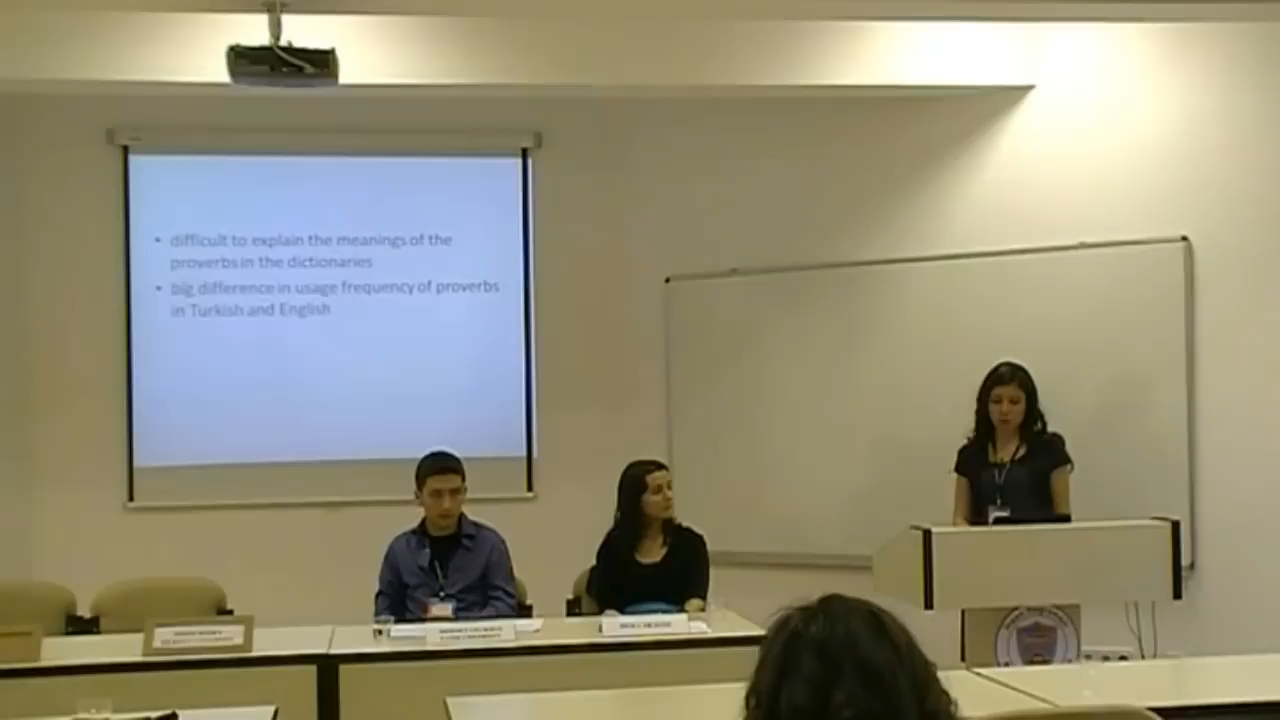 • difficult to explain the meanings of the
proverbs in the dictionaries
• big difference in usage frequency of proverbs
in Turkish and English